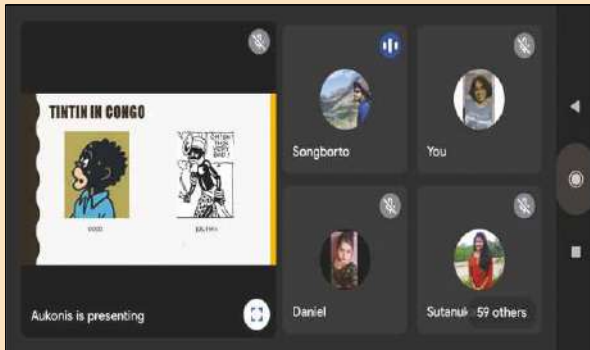 TINTIN IN CONGO
Songborto
You
Aukonis is presenting
Daniel
Sutanuk
59 others